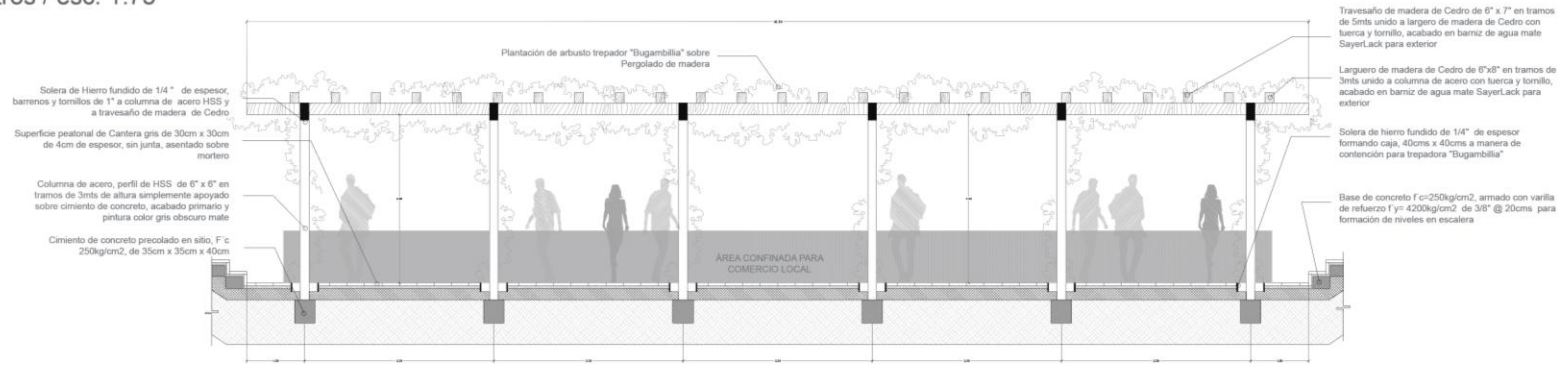 esc. 1:75
Solera de Hierro fundido de 1/4 " de espesor,
barrenos y tornillos de 1" a columna de acero HSS y
a travesaño de madera de Cedro
Superficie peatonal de Cantera gris de 30cm x 30cm
de 4cm de espesor, sin junta, asentado sobre
mortero
Columna de acero, perfil de HSS de 6" x 6" en
tramos de 3mts de altura simplemente apoyado
sobre cimiento de concreto, acabado primario y
pintura color gris obscuro mate
Cimiento de concreto precolado en sitio, F´c
250kg/cm2, de 35cm x 35cm x 40cm
Plantación de arbusto trepador "Bugambillia" sobre
Pergolado de madera
ÁREA CONFINADA PARA
COMERCIO LOCAL
Travesaño de madera de Cedro de 6" x 7" en tramos
de 5mts unido a largero de madera de Cedro con
tuerca y tornillo, acabado en barniz de agua mate
SayerLack para exterior
Larguero de madera de Cedro de 6"x8" en tramos de
3mts unido a columna de acero con tuerca y tornillo,
acabado en barniz de agua mate SayerLack para
exterior
Solera de hierro fundido de 1/4" de espesor
formando caja, 40cms x 40cms a manera de
contención para trepadora "Bugambillia"
Base de concreto f´c=250kg/cm2, armado con varilla
de refuerzo f´y= 4200kg/cm2 de 3/8" @ 20cms para
formación de niveles en escalera